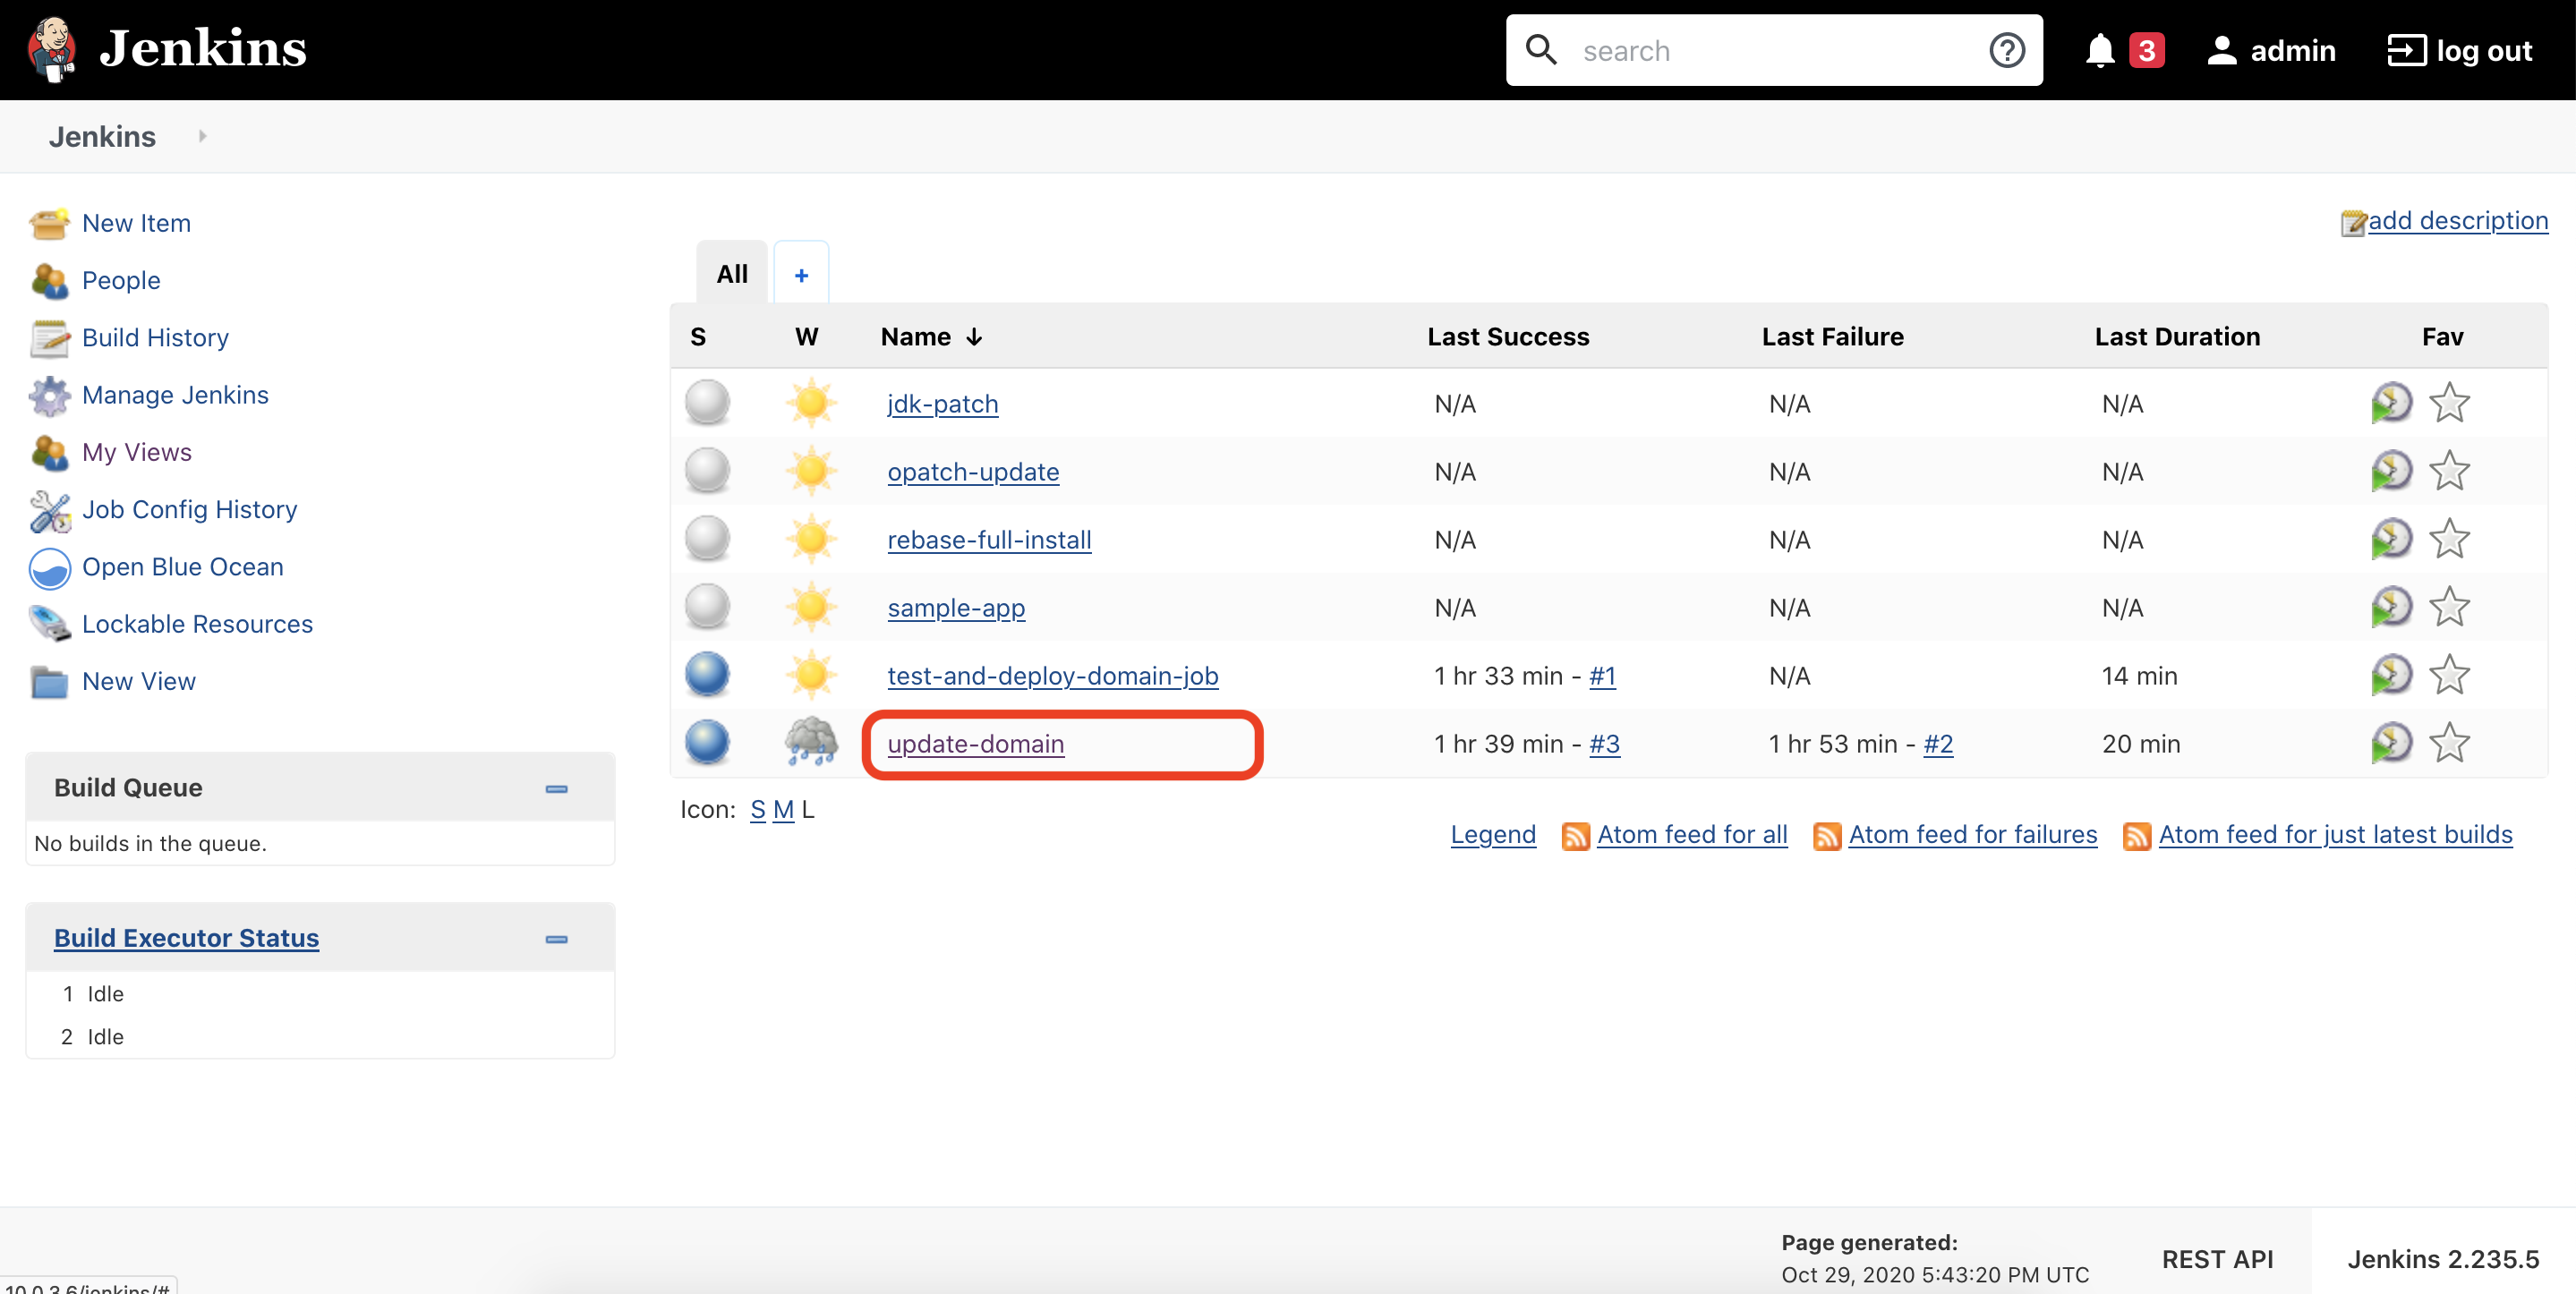 Jenkins
search
3
admin
log out
Jenkins
New Item
People
Build History
Manage Jenkins
My Views
Job Config History
Open Blue Ocean
Lockable Resources
New View
Build Queue
No builds in the queue.
Build Executor Status
1 Idle
2 Idle
add description
All +
S W Name ↓ Last Success Last Failure Last Duration Fav
jdk-patch N/A N/A N/A
opatch-update N/A N/A N/A
rebase-full-install N/A N/A N/A
sample-app N/A N/A N/A
test-and-deploy-domain-job 1 hr 33 min - #1 N/A 14 min
update-domain 1 hr 39 min - #3 1 hr 53 min - #2 20 min
Icon: S M L
Legend Atom feed for all Atom feed for failures Atom feed for just latest builds
Page generated:
Oct 29, 2020 5:43:20 PM UTC
REST API
Jenkins 2.235.5
10.0.3.6/jenkins/#